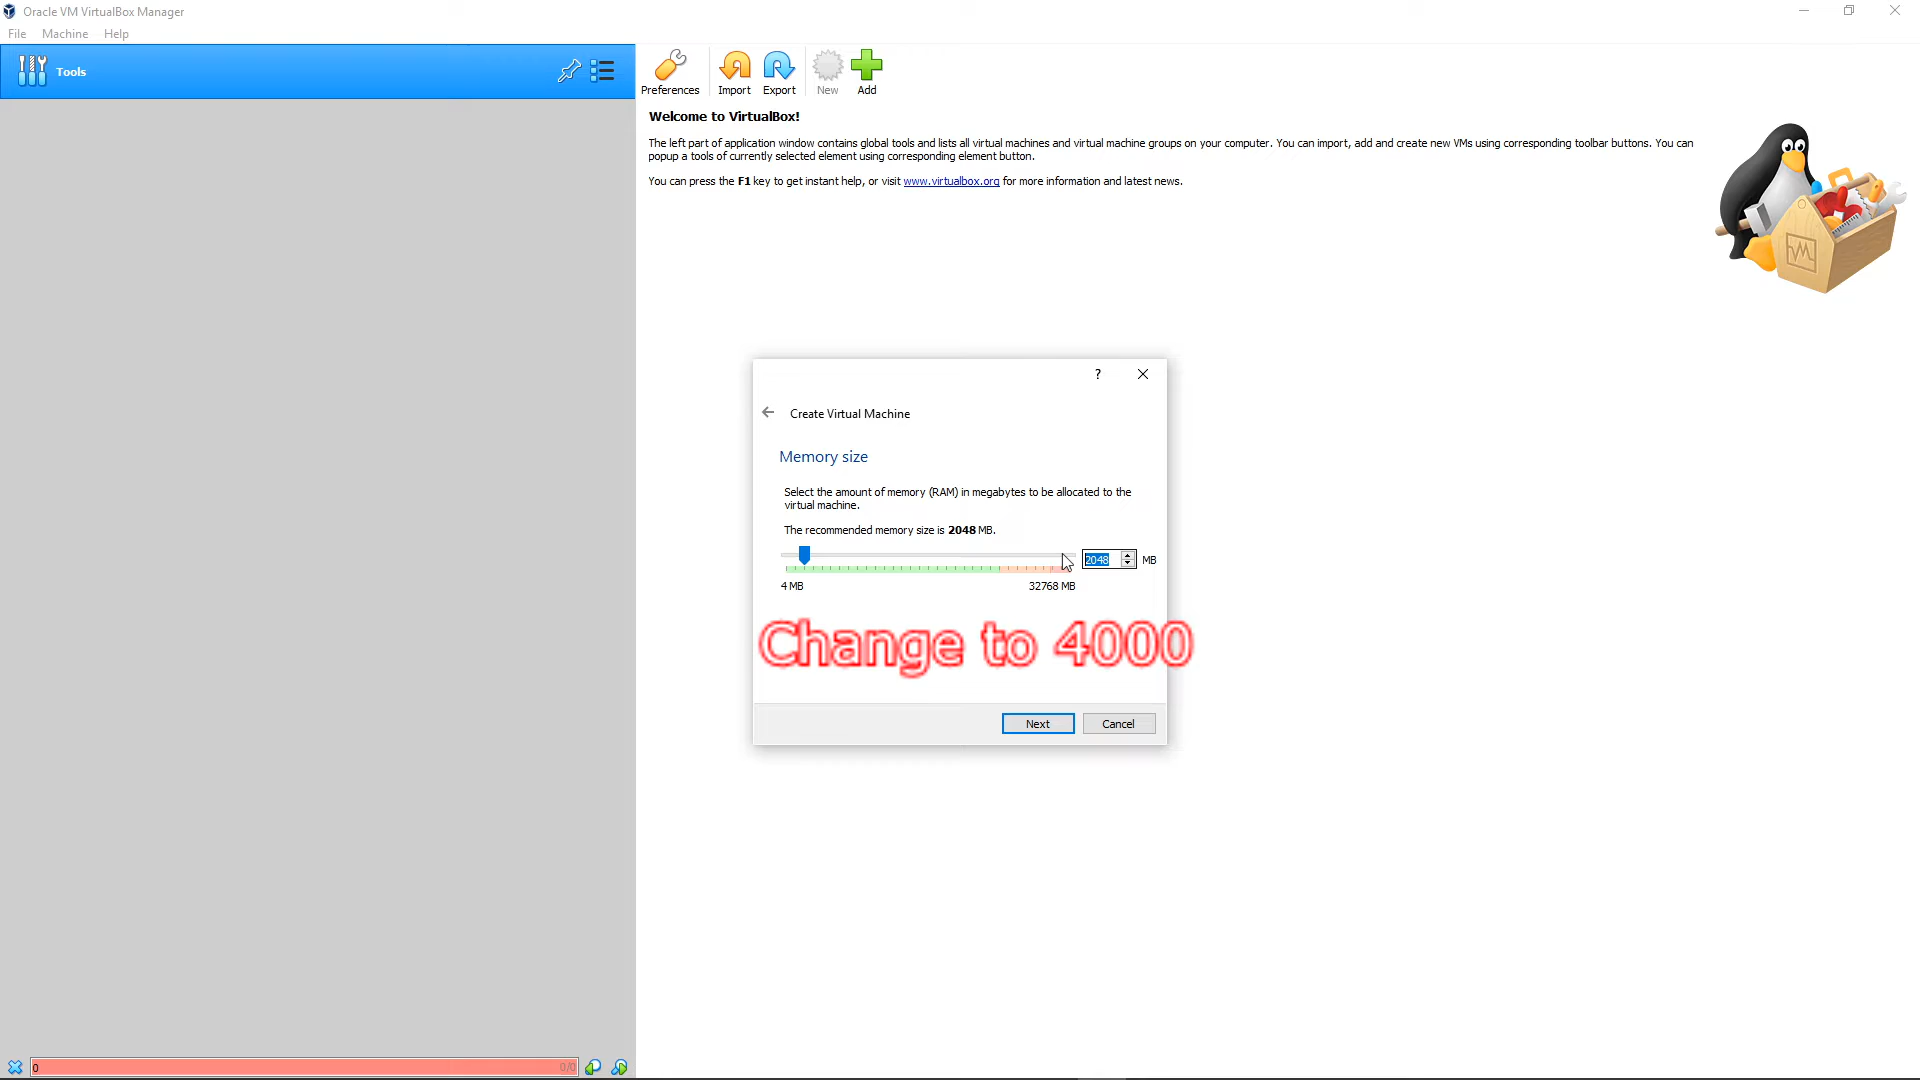 Oracle VM VirtualBox Manager
File Machine Help
Tools
Preferences Import Export New Add
Welcome to VirtualBox!
The left part of application window contains global tools and lists all virtual machines and virtual machine groups on your computer. You can import, add and create new VMs using corresponding toolbar buttons. You can
popup a tools of currently selected element using corresponding element button.
You can press the F1 key to get instant help, or visit www.virtualbox.org for more information and latest news.
?
Create Virtual Machine
Memory size
Select the amount of memory (RAM) in megabytes to be allocated to the
virtual machine.
The recommended memory size is 2048 MB.
2048 MB
4 MB 32768 MB
Change to 4000
Next Cancel
0 0/0